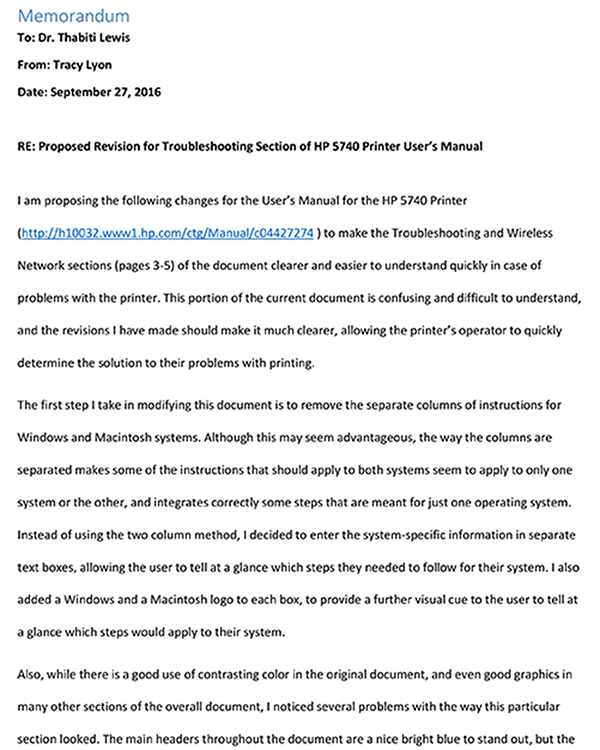 Memorandum
To: Dr. Thabiti Lewis
From: Tracy Lyon
Date: September 27, 2016
RE: Proposed Revision for Troubleshooting Section of HP 5740 Printer User's Manual
I am proposing the following changes for the User's Manual for the HP 5740 Printer
(http://h10032.www1.hp.com/ctg/Manual/c04427274 ) to make the Troubleshooting and Wireless
Network sections (pages 3-5) of the document clearer and easier to understand quickly in case of
problems with the printer. This portion of the current document is confusing and difficult to understand,
and the revisions I have made should make it much clearer, allowing the printer's operator to quickly
determine the solution to their problems with printing.
The first step I take in modifying this document is to remove the separate columns of instructions for
Windows and Macintosh systems. Although this may seem advantageous, the way the columns are
separated makes some of the instructions that should apply to both systems seem to apply to only one
system or the other, and integrates correctly some steps that are meant for just one operating system.
Instead of using the two column method, I decided to enter the system-specific information in separate
text boxes, allowing the user to tell at a glance which steps they needed to follow for their system. I also
added a Windows and a Macintosh logo to each box, to provide a further visual cue to the user to tell at
a glance which steps would apply to their system.
Also, while there is a good use of contrasting color in the original document, and even good graphics in
many other sections of the overall document, I noticed several problems with the way this particular
section looked. The main headers throughout the document are a nice bright blue to stand out, but the